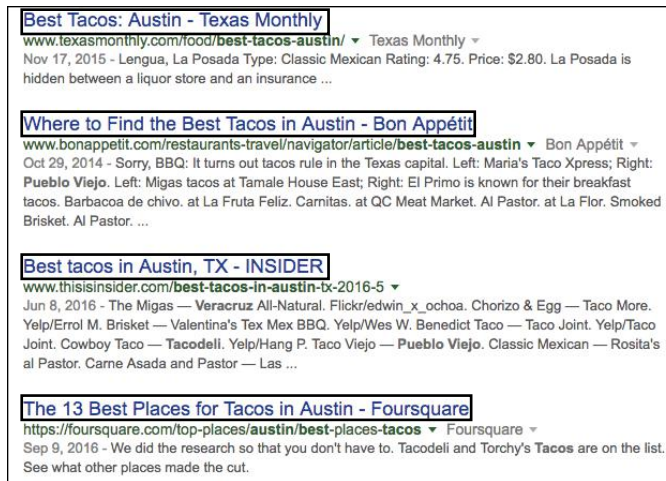 Best Tacos: Austin - Texas Monthly
www.texasmonthly.com/food/best-tacos-austin/ Texas Monthly
Nov 17, 2015 - Lengua, La Posada Type: Classic Mexican Rating: 4.75. Price: $2.80. La Posada is
hidden between a liquor store and an insurance ...
Where to Find the Best Tacos in Austin - Bon Appétit
www.bonappetit.com/restaurants-travel/navigator/article/best-tacos-austin Bon Appétit
Oct 29, 2014 - Sorry, BBQ: It turns out tacos rule in the Texas capital. Left: Maria's Taco Xpress; Right:
Pueblo Viejo. Left: Migas tacos at Tamale House East; Right: El Primo is known for their breakfast
tacos. Barbacoa de chivo. at La Fruta Feliz. Carnitas. at QC Meat Market. Al Pastor. at La Flor. Smoked
Brisket. Al Pastor. ...
Best tacos in Austin, TX - INSIDER
www.thisisinsider.com/best-tacos-in-austin-tx-2016-5
Jun 8, 2016 - The Migas — Veracruz All-Natural. Flickr/edwin_x_ochoa. Chorizo & Egg — Taco More.
Yelp/Errol M. Brisket — Valentina's Tex Mex BBQ. Yelp/Wes W. Benedict Taco — Taco Joint. Yelp/Taco
Joint. Cowboy Taco — Tacodeli. Yelp/Hang P. Taco Viejo — Pueblo Viejo. Classic Mexican — Rosita's
al Pastor. Carne Asada and Pastor — Las ...
The 13 Best Places for Tacos in Austin - Foursquare
https://foursquare.com/top-places/austin/best-places-tacos Foursquare
Sep 9, 2016 - We did the research so that you don't have to. Tacodeli and Torchy's Tacos are on the list.
See what other places made the cut.